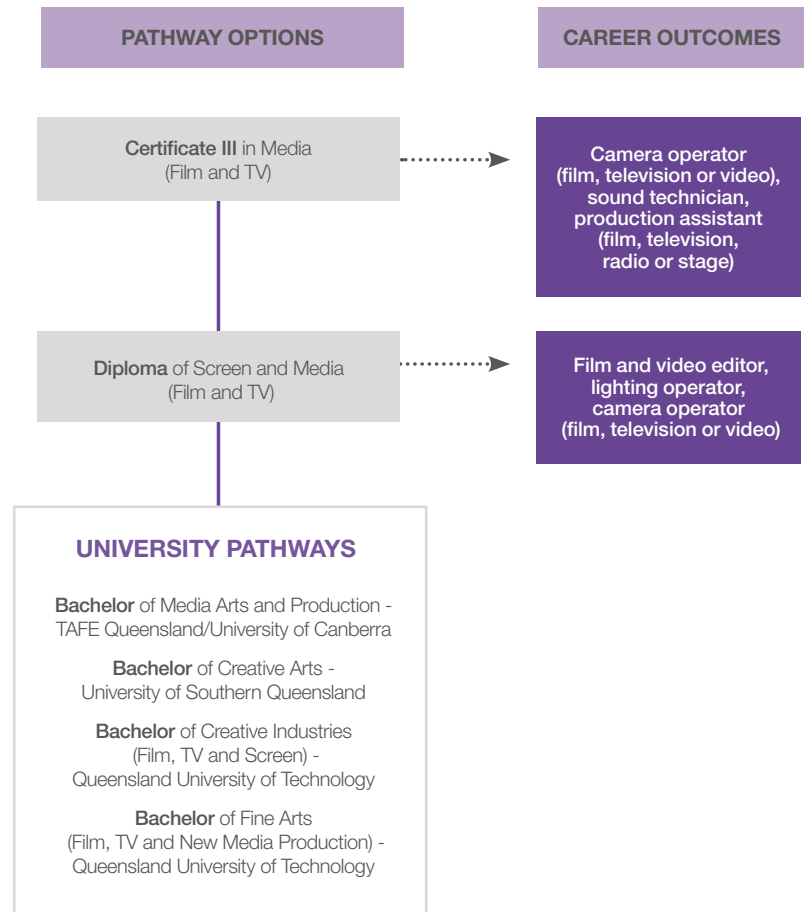 PATHWAY OPTIONS
CAREER OUTCOMES
Certificate III in Media
(Film and TV)
Camera operator
(film, television or video),
sound technician,
production assistant
(film, television,
radio or stage)
Diploma of Screen and Media
(Film and TV)
Film and video editor,
lighting operator,
camera operator
(film, television or video)
UNIVERSITY PATHWAYS
Bachelor of Media Arts and Production -
TAFE Queensland/University of Canberra
Bachelor of Creative Arts -
University of Southern Queensland
Bachelor of Creative Industries
(Film, TV and Screen) -
Queensland University of Technology
Bachelor of Fine Arts
(Film, TV and New Media Production) -
Queensland University of Technology